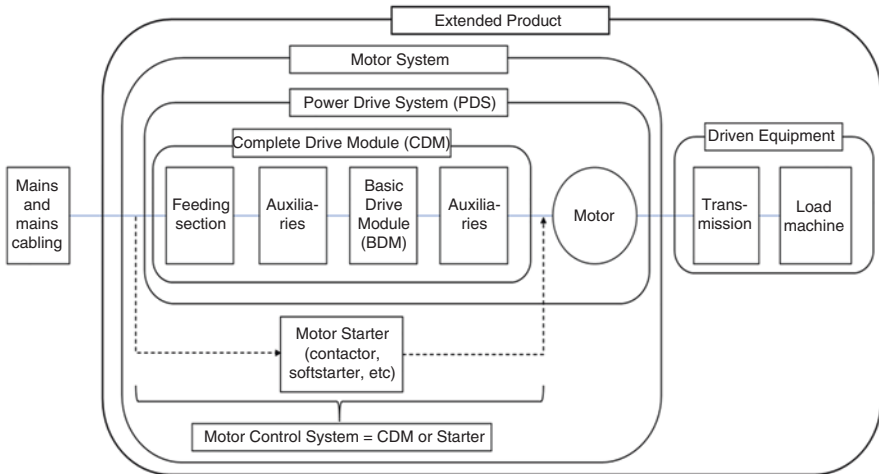 Extended Product
Motor System
Power Drive System (PDS)
Complete Drive Module (CDM)
Driven Equipment
Mains
and
mains
cabling
Feeding
section
Auxilia-
ries
Basic
Drive
Module
(BDM)
Auxilia-
ries
Motor
Trans-
mission
Load
machine
Motor Starter
(contactor,
softstarter, etc)
Motor Control System = CDM or Starter